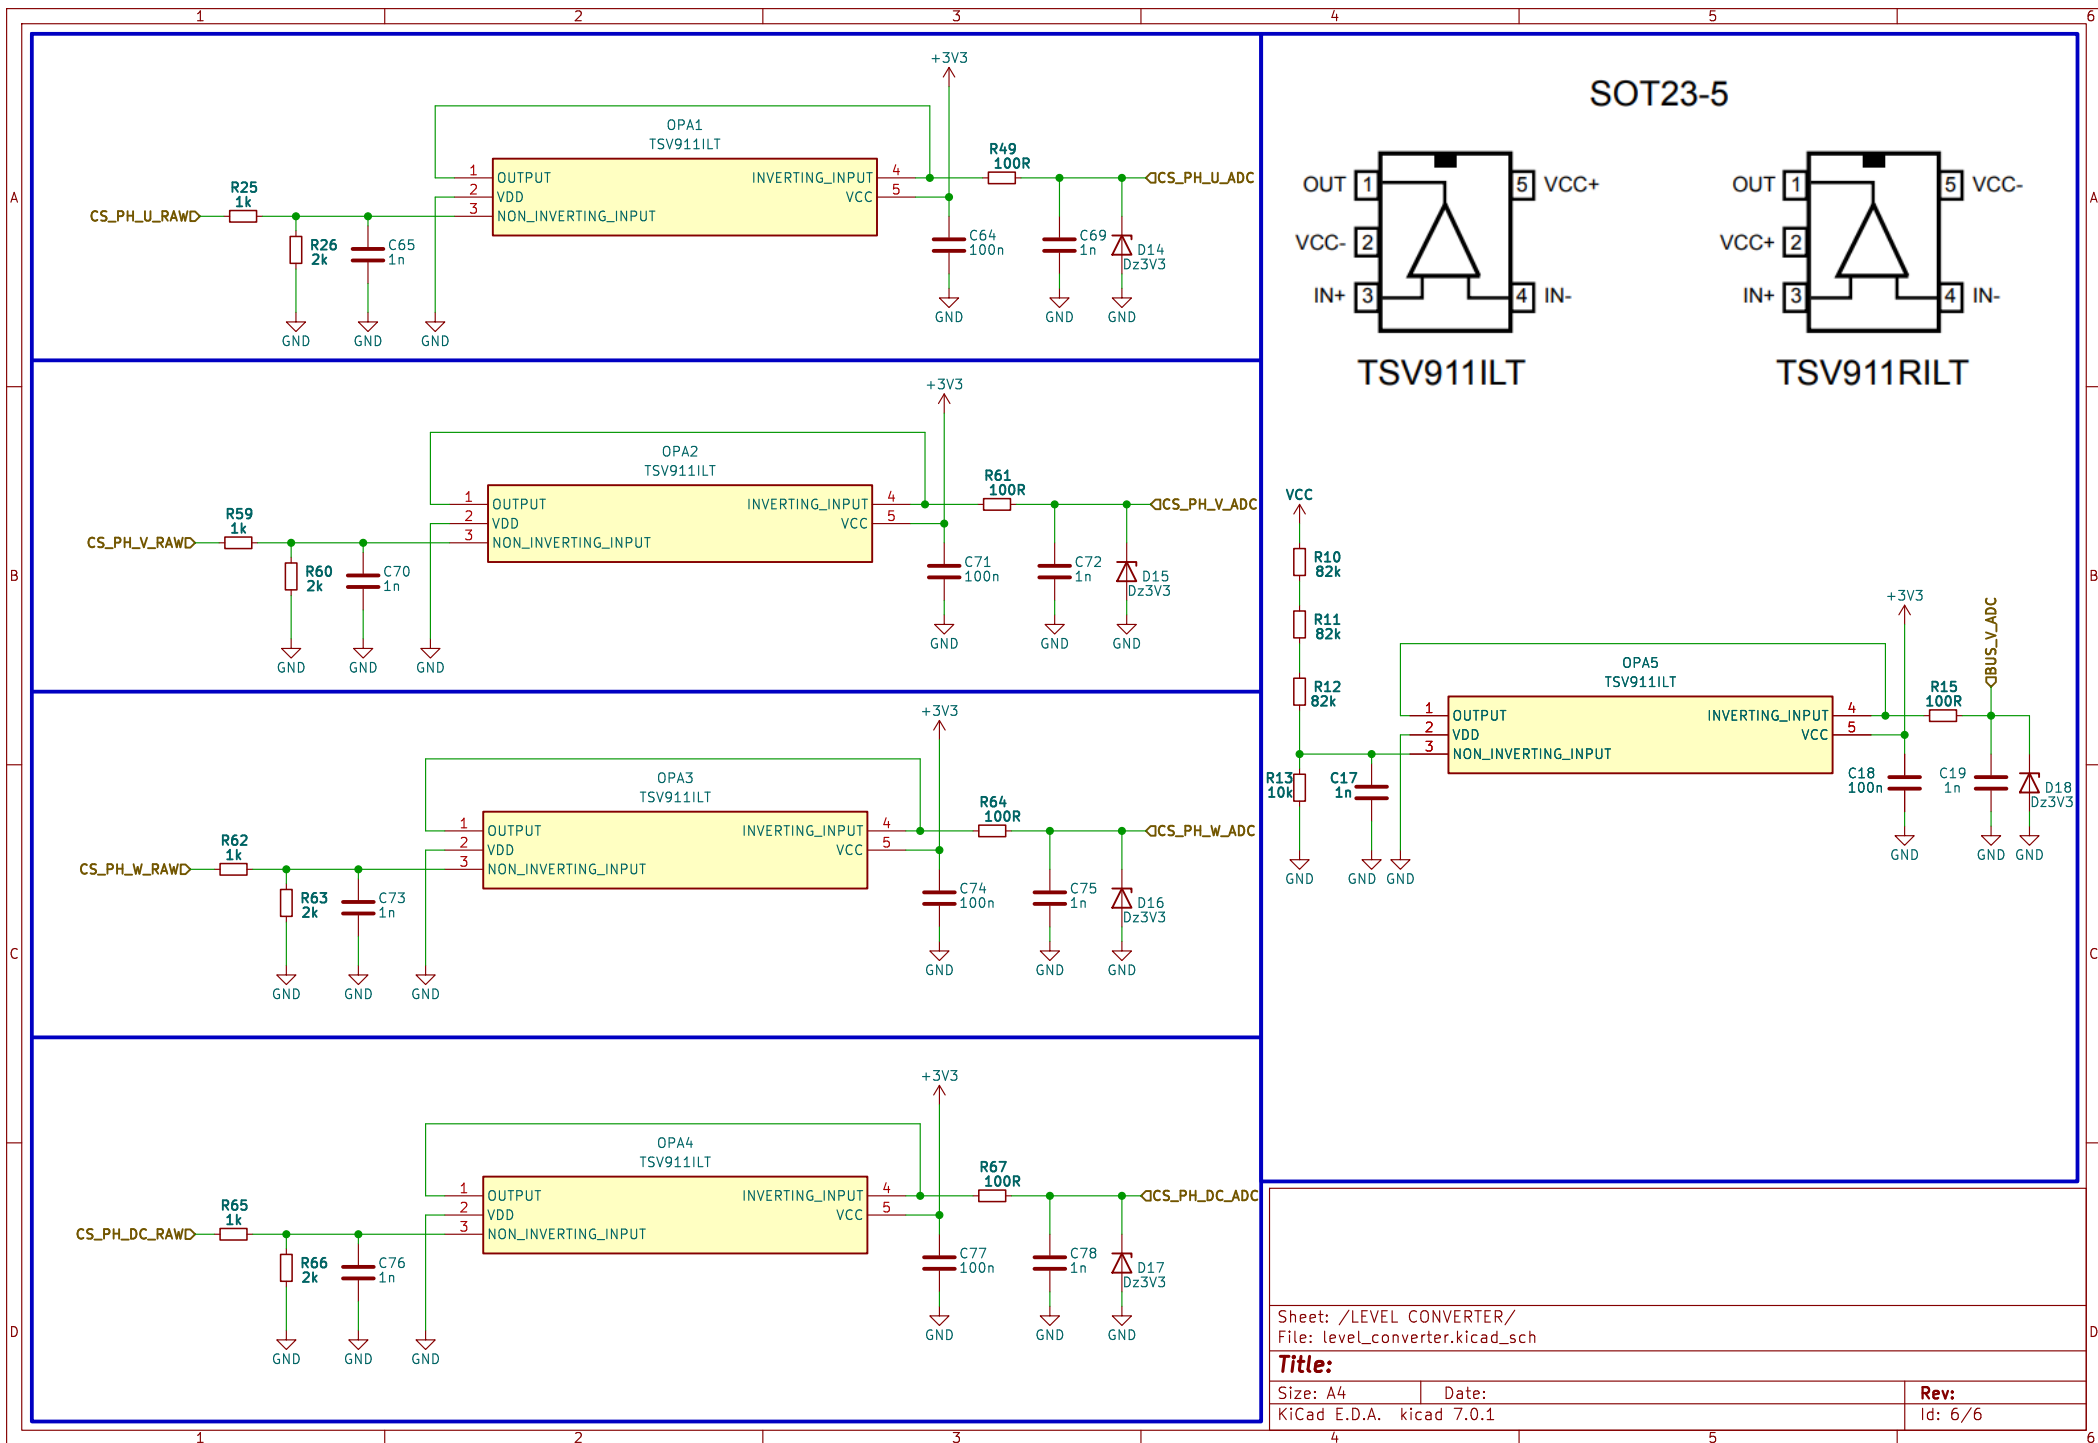 1 2 3 4 5 6
A
B
C
D
A
B
C
D
1 2 3 4 5 6
+3V3
OPA1
TSV911ILT
1 OUTPUT
2 VDD
3 NON_INVERTING_INPUT
INVERTING_INPUT 4
VCC 5
R49
100R
CS_PH_U_ADC
R25
1k
CS_PH_U_RAW
R26
2k
C65
1n
C64
100n
C69
1n
D14
Dz3V3
GND
GND
GND
GND
GND
GND
+3V3
OPA2
TSV911ILT
1 OUTPUT
2 VDD
3 NON_INVERTING_INPUT
INVERTING_INPUT 4
VCC 5
R61
100R
CS_PH_V_ADC
R59
1k
CS_PH_V_RAW
R60
2k
C70
1n
C71
100n
C72
1n
D15
Dz3V3
GND
GND
GND
GND
GND
GND
+3V3
OPA3
TSV911ILT
1 OUTPUT
2 VDD
3 NON_INVERTING_INPUT
INVERTING_INPUT 4
VCC 5
R64
100R
CS_PH_W_ADC
R62
1k
CS_PH_W_RAW
R63
2k
C73
1n
C74
100n
C75
1n
D16
Dz3V3
GND
GND
GND
GND
GND
GND
+3V3
OPA4
TSV911ILT
1 OUTPUT
2 VDD
3 NON_INVERTING_INPUT
INVERTING_INPUT 4
VCC 5
R67
100R
CS_PH_DC_ADC
R65
1k
CS_PH_DC_RAW
R66
2k
C76
1n
C77
100n
C78
1n
D17
Dz3V3
GND
GND
GND
GND
GND
GND
SOT23-5
OUT 1 5 VCC+
VCC- 2
IN+ 3 4 IN-
TSV911ILT
OUT 1 5 VCC-
VCC+ 2
IN+ 3 4 IN-
TSV911RILT
VCC
R10
82k
R11
82k
R12
82k
R13
10k
C17
1n
GND
GND
GND
OPA5
TSV911ILT
1 OUTPUT
2 VDD
3 NON_INVERTING_INPUT
INVERTING_INPUT 4
VCC 5
+3V3
BUS_V_ADC
R15
100R
C18
100n
C19
1n
D18
Dz3V3
GND
GND
GND
Sheet: /LEVEL CONVERTER/
File: level_converter.kicad_sch
Title:
Size: A4 Date: Rev:
KiCad E.D.A. kicad 7.0.1 Id: 6/6